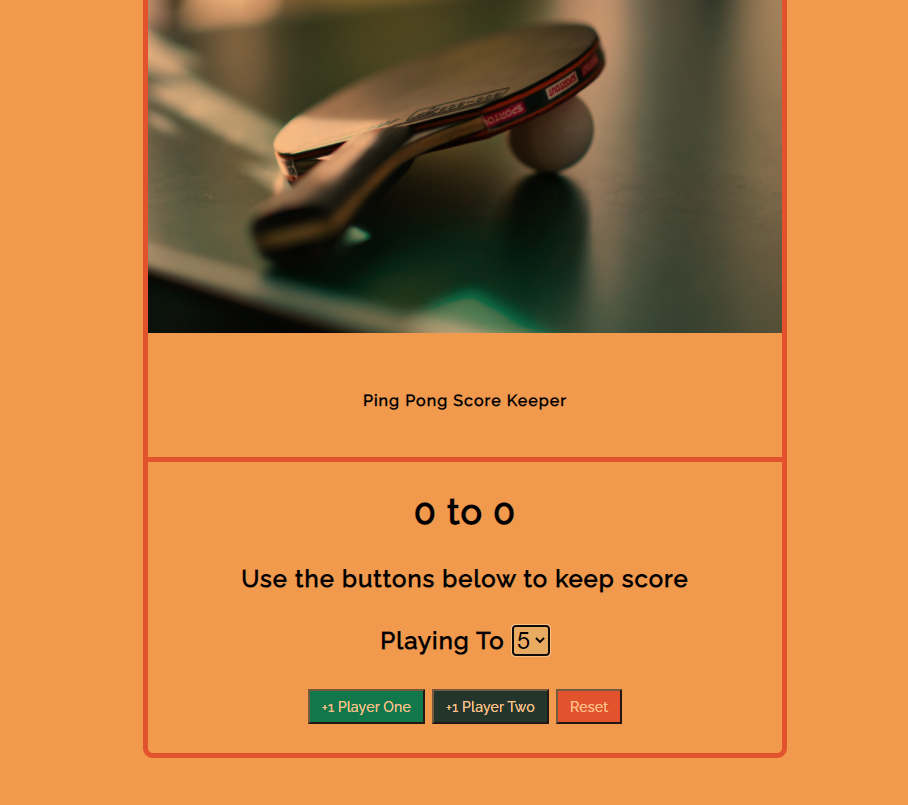 SPORTOUT
Ping Pong Score Keeper
0 to 0
Use the buttons below to keep score
Playing To 5
+1 Player One +1 Player Two Reset